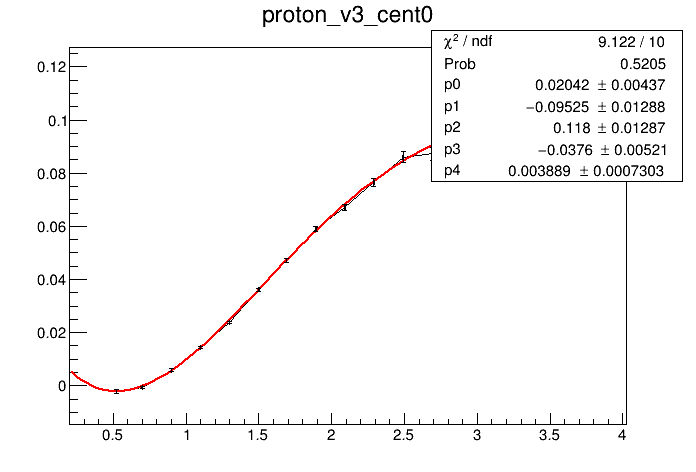 proton_v3_cent0
χ² / ndf 9.122 / 10
Prob 0.5205
p0 0.02042 ± 0.00437
p1 −0.09525 ± 0.01288
p2 0.118 ± 0.01287
p3 −0.0376 ± 0.00521
p4 0.003889 ± 0.0007303
0.12
0.1
0.08
0.06
0.04
0.02
0
0.5 1 1.5 2 2.5 3 3.5 4